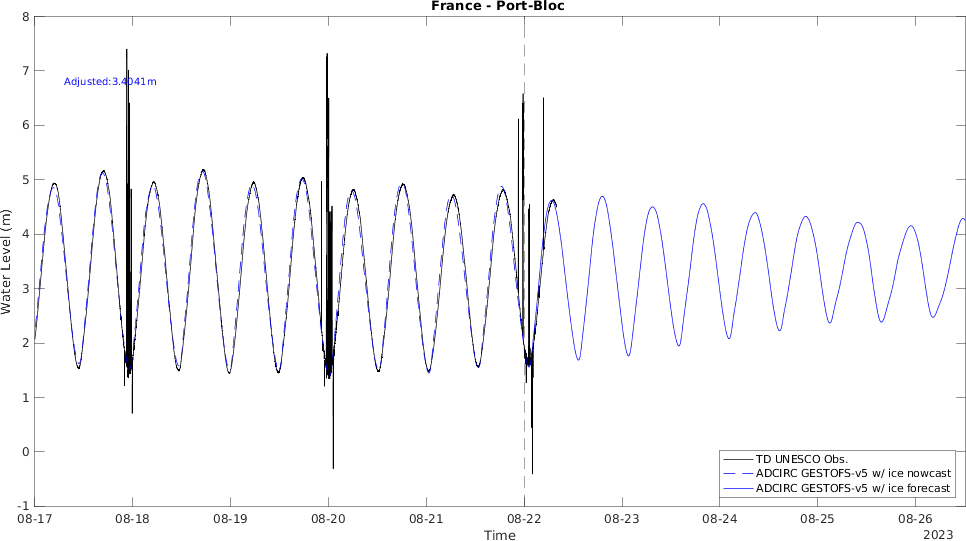 France - Port-Bloc
8
7
6
5
4
3
2
1
0
-1
Water Level (m)
Adjusted:3.4041m
TD UNESCO Obs.
ADCIRC GESTOFS-v5 w/ ice nowcast
ADCIRC GESTOFS-v5 w/ ice forecast
08-17 08-18 08-19 08-20 08-21 08-22 08-23 08-24 08-25 08-26
Time
2023